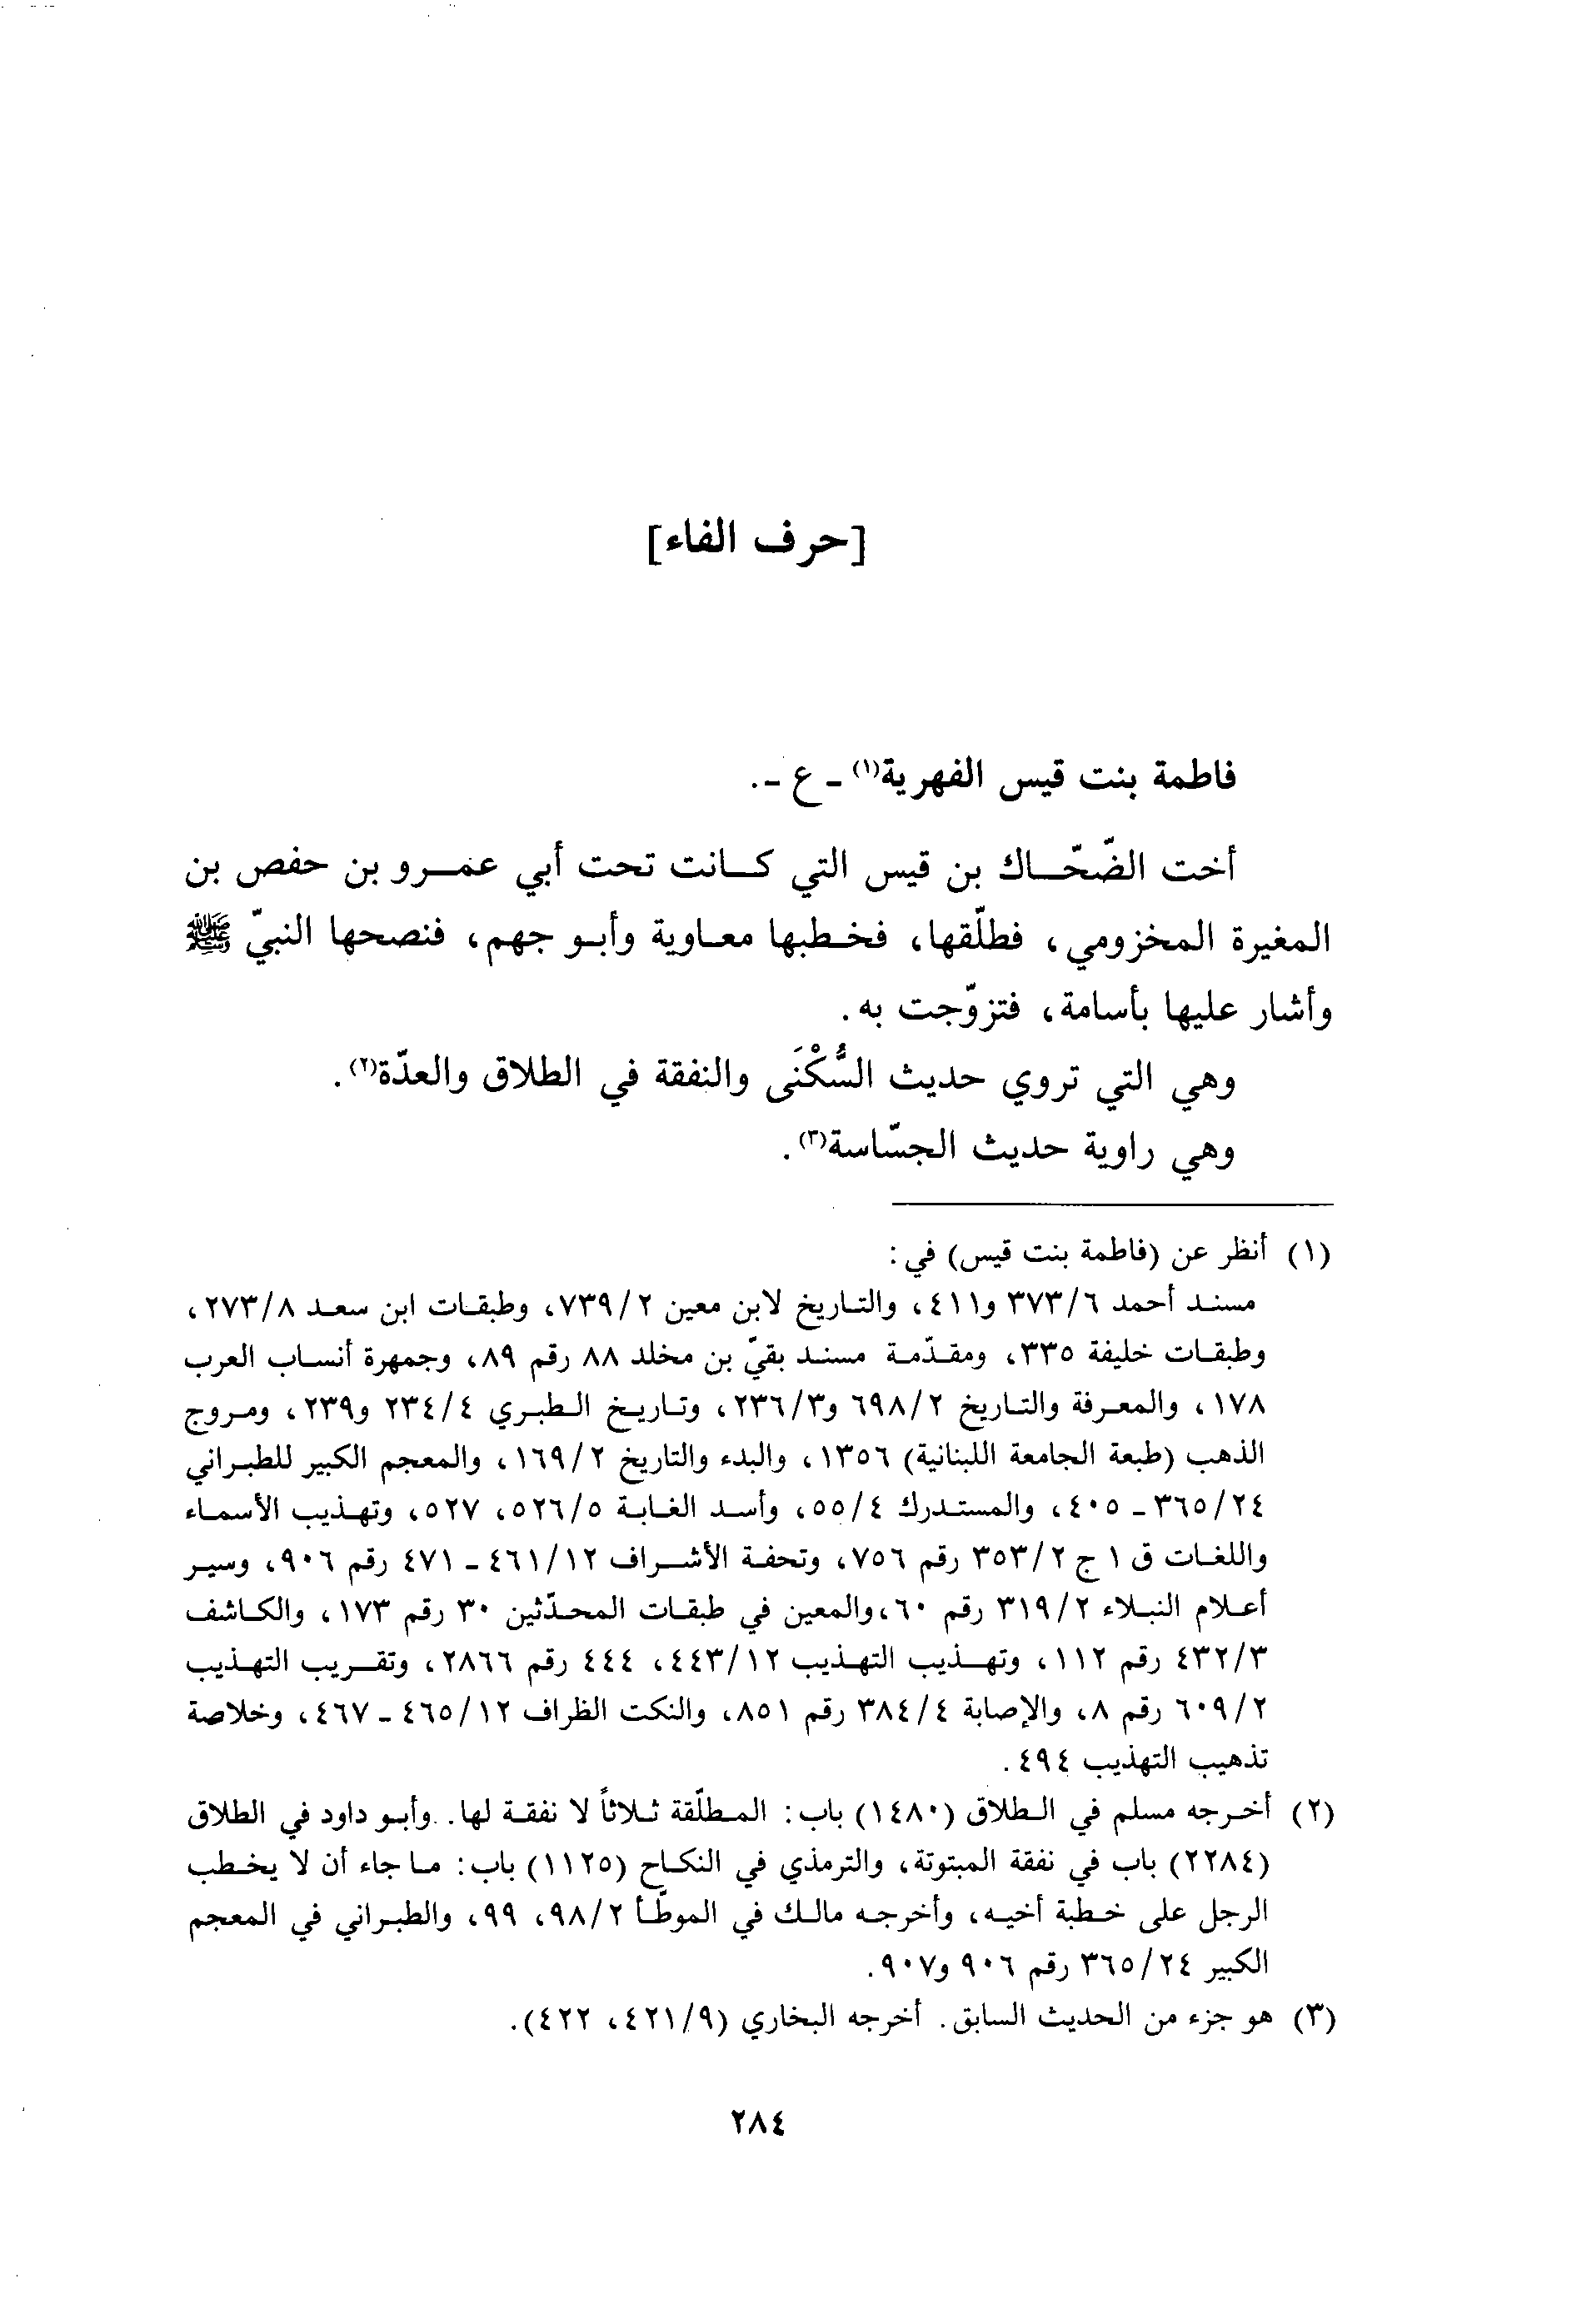 [حرف الفاء]
فاطمة بنت قيس الفهرية(١) ـ ع ـ.
أخت الضّحّاك بن قيس التي كانت تحت أبي عمرو بن حفص بن
المغيرة المخزومي، فطلّقها، فخطبها معاوية وأبو جهم، فنصحها النبيّ ﷺ
وأشار عليها بأسامة، فتزوّجت به.
وهي التي تروي حديث السُّكْنَى والنفقة في الطلاق والعدّة(٢).
وهي راوية حديث الجسّاسة(٣).
(١) أنظر عن (فاطمة بنت قيس) في:
مسند أحمد ٦/٣٧٣ و٤١١، والتاريخ لابن معين ٢/٧٣٩، وطبقات ابن سعد ٨/٢٧٣،
وطبقات خليفة ٣٣٥، ومقدّمة مسند بقيّ بن مخلد ٨٨ رقم ٨٩، وجمهرة أنساب العرب
١٧٨، والمعرفة والتاريخ ٢/٦٩٨ و٣/٢٣٦، وتاريخ الطبري ٤/٢٣٤ و٢٣٩، ومروج
الذهب (طبعة الجامعة اللبنانية) ١٣٥٦، والبدء والتاريخ ٢/١٦٩، والمعجم الكبير للطبراني
٢٤/٣٦٥ ـ ٤٠٥، والمستدرك ٤/٥٥، وأسد الغابة ٥/٥٢٦، ٥٢٧، وتهذيب الأسماء
واللغات ق ١ ج ٢/٣٥٣ رقم ٧٥٦، وتحفة الأشراف ١٢/٤٦١ ـ ٤٧١ رقم ٩٠٦، وسير
أعلام النبلاء ٢/٣١٩ رقم ٦٠، والمعين في طبقات المحدّثين ٣٠ رقم ١٧٣، والكاشف
٣/٤٣٢ رقم ١١٢، وتهذيب التهذيب ١٢/٤٤٣، ٤٤٤ رقم ٢٨٦٦، وتقريب التهذيب
٢/٦٠٩ رقم ٨، والإصابة ٤/٣٨٤ رقم ٨٥١، والنكت الظراف ١٢/٤٦٥ ـ ٤٦٧، وخلاصة
تذهيب التهذيب ٤٩٤.
(٢) أخرجه مسلم في الطلاق (١٤٨٠) باب: المطلّقة ثلاثاً لا نفقة لها. .وأبو داود في الطلاق
(٢٢٨٤) باب في نفقة المبتوتة، والترمذي في النكاح (١١٢٥) باب: ما جاء أن لا يخطب
الرجل على خطبة أخيه، وأخرجه مالك في الموطّأ ٢/٩٨، ٩٩، والطبراني في المعجم
الكبير ٢٤/٣٦٥ رقم ٩٠٦ و٩٠٧.
(٣) هو جزء من الحديث السابق. أخرجه البخاري (٩/٤٢١، ٤٢٢).
٢٨٤